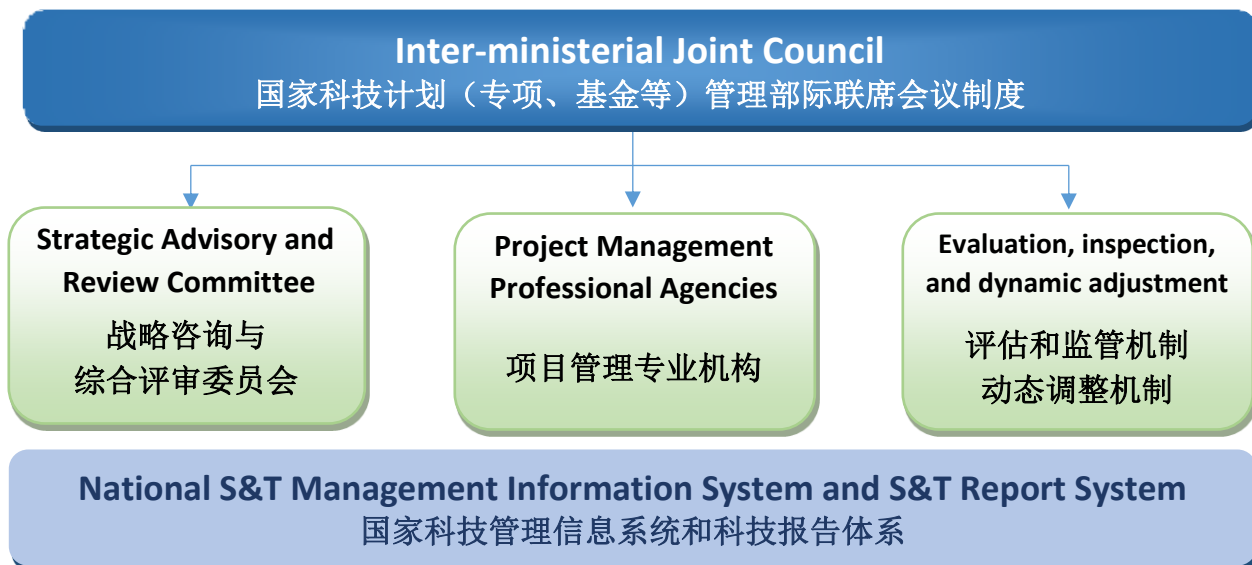 Inter-ministerial Joint Council
国家科技计划（专项、基金等）管理部际联席会议制度
Strategic Advisory and
Review Committee
战略咨询与
综合评审委员会
Project Management
Professional Agencies
项目管理专业机构
Evaluation, inspection,
and dynamic adjustment
评估和监管机制
动态调整机制
National S&T Management Information System and S&T Report System
国家科技管理信息系统和科技报告体系